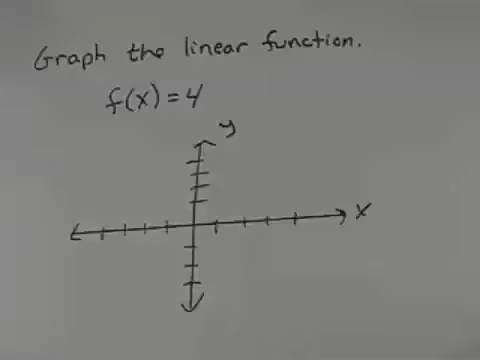 Graph the linear function.
f(x) = 4
y
x